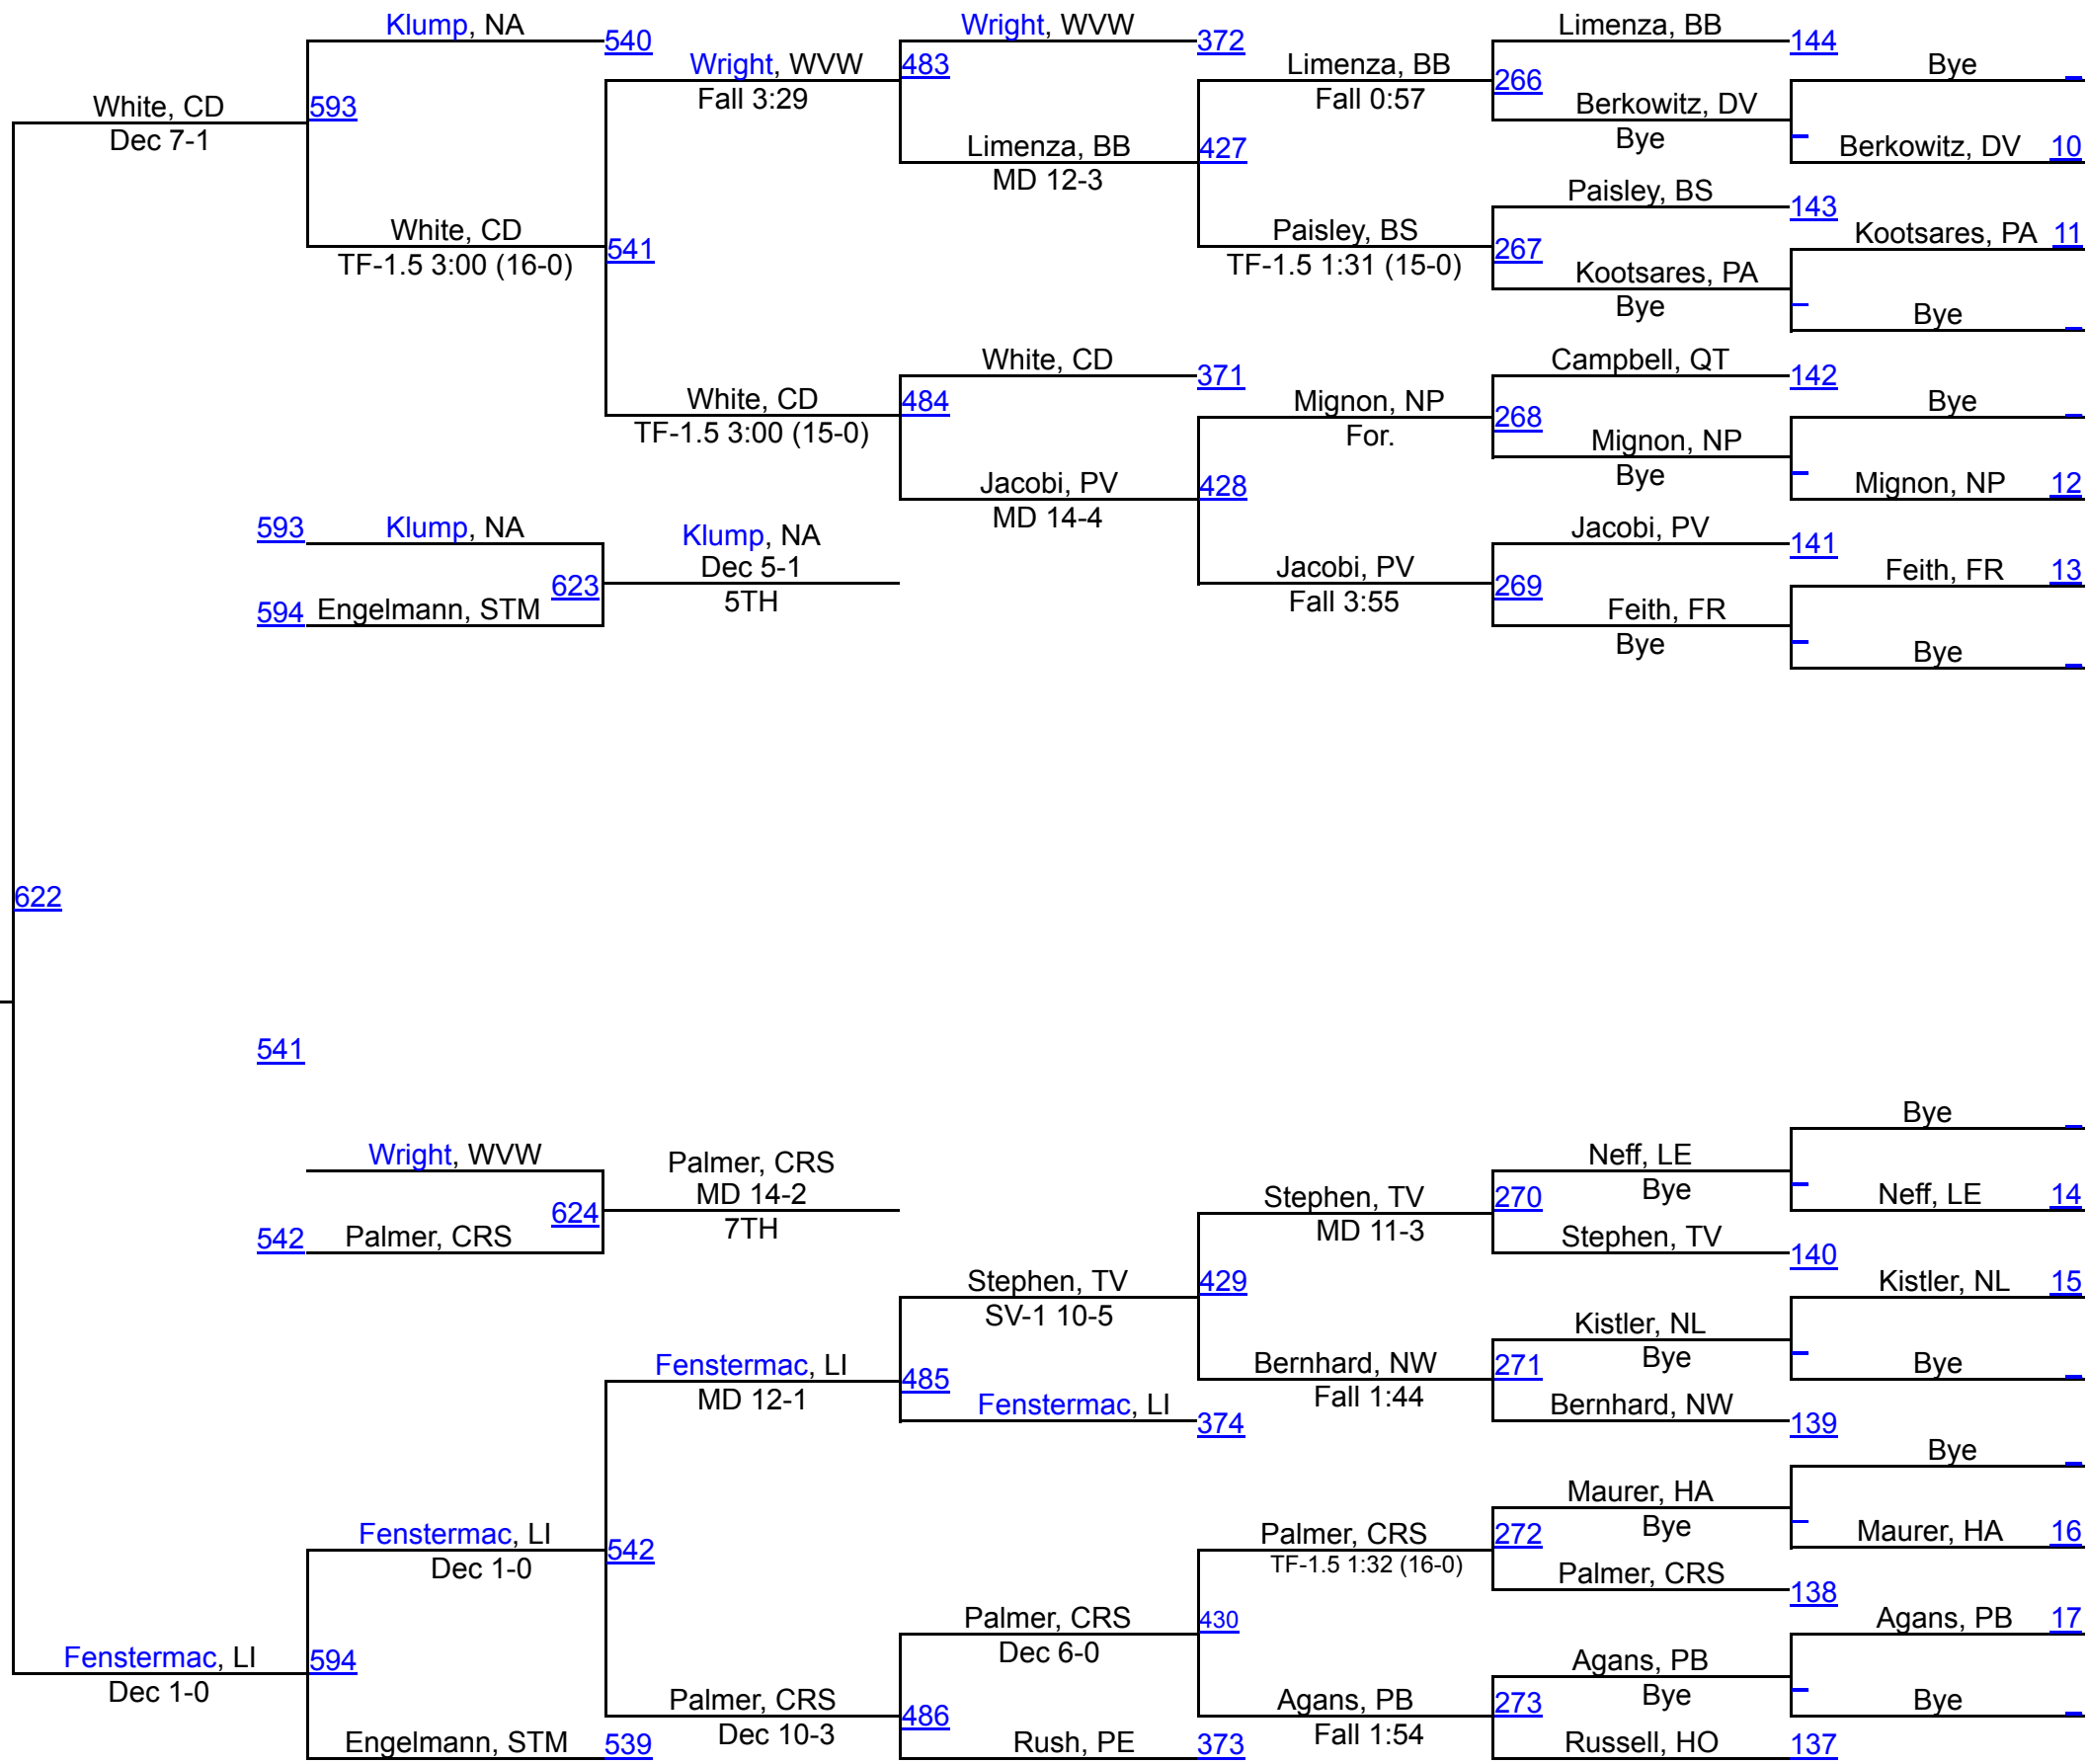 Klump, NA
540
Wright, WVW
372
Limenza, BB
144
Wright, WVW
483
Limenza, BB
Bye
Fall 3:29
Fall 0:57
266
White, CD
593
Berkowitz, DV
Dec 7-1
Bye
Limenza, BB
427
Berkowitz, DV 10
MD 12-3
Paisley, BS
143
White, CD
541
Paisley, BS
267
Kootsares, PA 11
TF-1.5 3:00 (16-0)
TF-1.5 1:31 (15-0)
Kootsares, PA
Bye
Bye
White, CD
371
Campbell, QT
142
White, CD
484
Mignon, NP
268
Bye
TF-1.5 3:00 (15-0)
For.
Mignon, NP
Bye
Jacobi, PV
428
Mignon, NP 12
MD 14-4
593 Klump, NA
Klump, NA
Jacobi, PV
141
Dec 5-1
623
5TH
Jacobi, PV
269
Feith, FR 13
Fall 3:55
594 Engelmann, STM
Feith, FR
Bye
Bye
622
541
Bye
Wright, WVW
Palmer, CRS
Neff, LE
MD 14-2
Bye
624
7TH
Stephen, TV
270
Neff, LE 14
MD 11-3
542 Palmer, CRS
Stephen, TV
140
Stephen, TV
429
Kistler, NL 15
SV-1 10-5
Kistler, NL
Fenstermac, LI
485
Bernhard, NW
271
Bye
Bye
MD 12-1
Fall 1:44
Fenstermac, LI
374
Bernhard, NW
139
Bye
Maurer, HA
Fenstermac, LI
542
Palmer, CRS
272
Bye
Maurer, HA 16
Dec 1-0
TF-1.5 1:32 (16-0)
Palmer, CRS
138
Palmer, CRS
430
Agans, PB 17
Dec 6-0
Fenstermac, LI
594
Agans, PB
Dec 1-0
Bye
Palmer, CRS
486
Agans, PB
273
Bye
Dec 10-3
Fall 1:54
Engelmann, STM
539
Rush, PE
373
Russell, HO
137